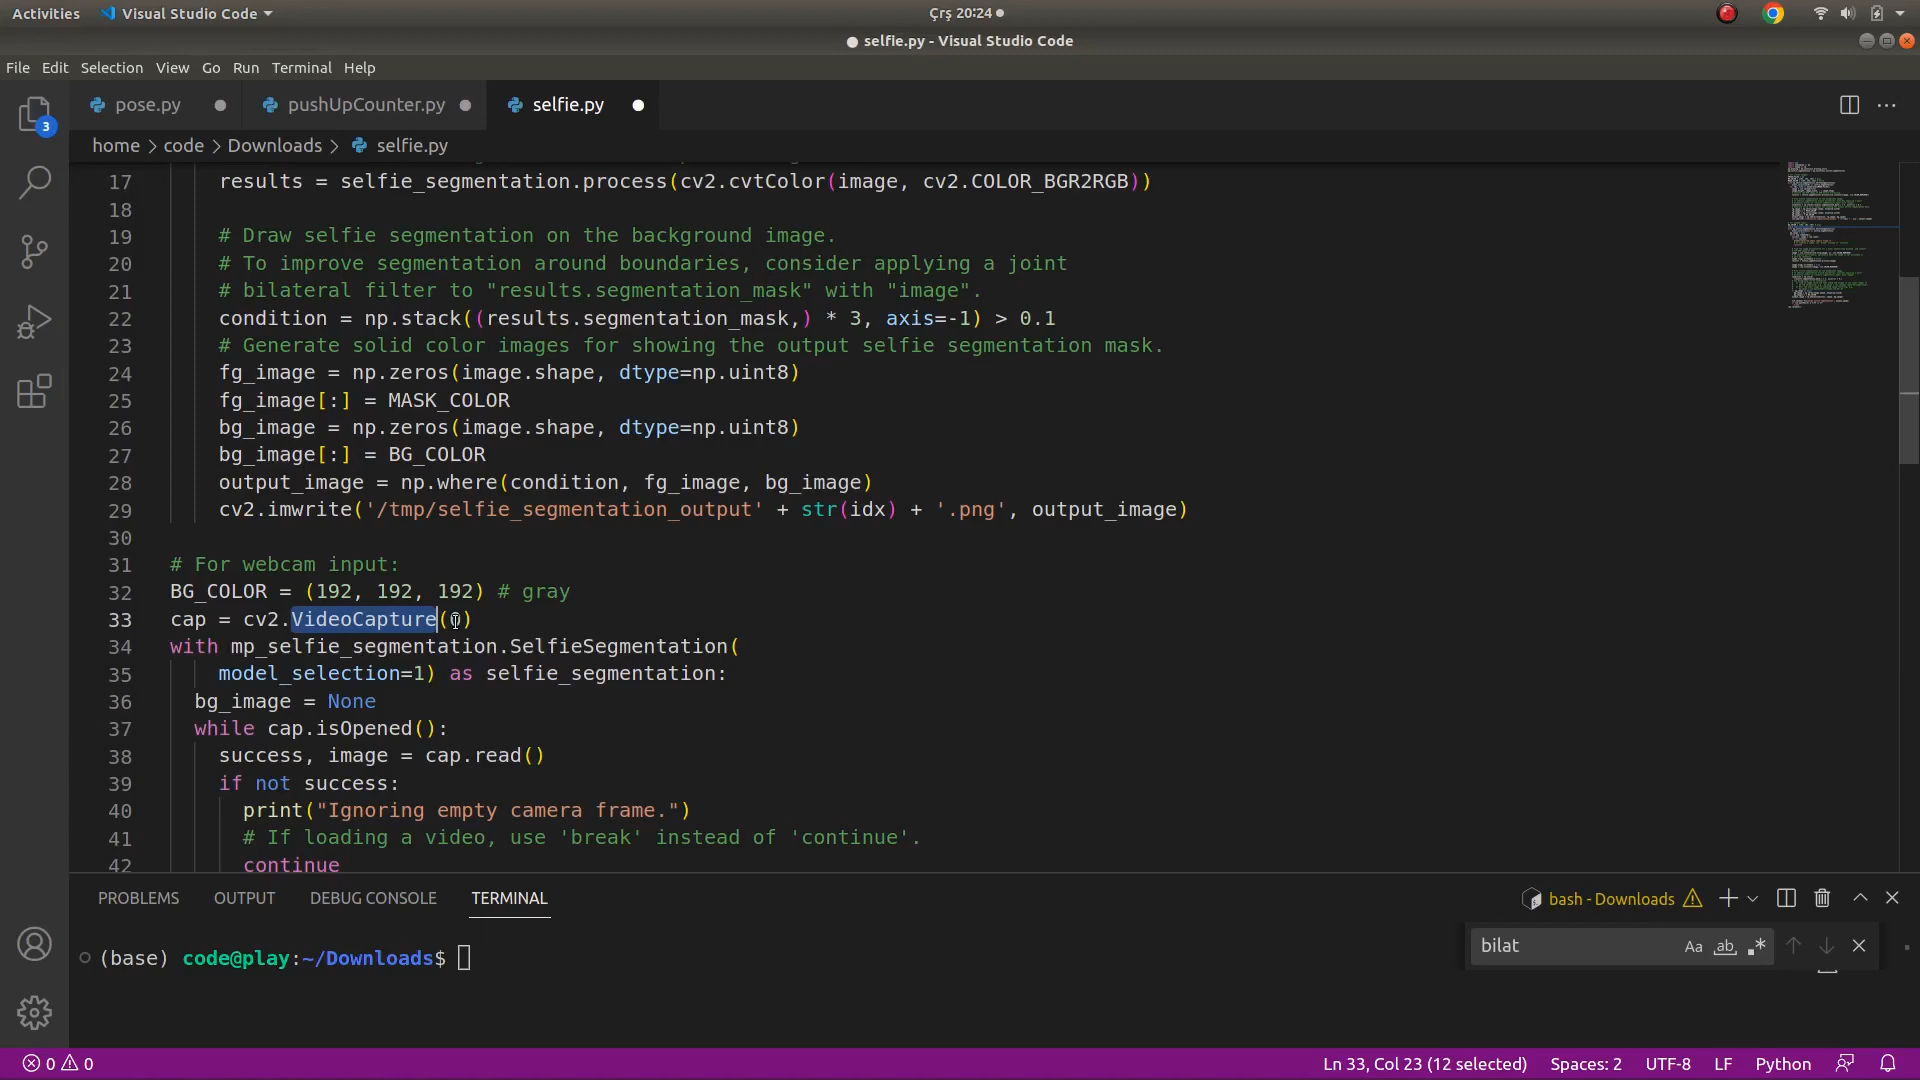 Activities Visual Studio Code Çrş 20:24
selfie.py - Visual Studio Code
File Edit Selection View Go Run Terminal Help
3 pose.py pushUpCounter.py selfie.py
home > code > Downloads > selfie.py
17 results = selfie_segmentation.process(cv2.cvtColor(image, cv2.COLOR_BGR2RGB))
18
19 # Draw selfie segmentation on the background image.
20 # To improve segmentation around boundaries, consider applying a joint
21 # bilateral filter to "results.segmentation_mask" with "image".
22 condition = np.stack((results.segmentation_mask,) * 3, axis=-1) > 0.1
23 # Generate solid color images for showing the output selfie segmentation mask.
24 fg_image = np.zeros(image.shape, dtype=np.uint8)
25 fg_image[:] = MASK_COLOR
26 bg_image = np.zeros(image.shape, dtype=np.uint8)
27 bg_image[:] = BG_COLOR
28 output_image = np.where(condition, fg_image, bg_image)
29 cv2.imwrite('/tmp/selfie_segmentation_output' + str(idx) + '.png', output_image)
30
31 # For webcam input:
32 BG_COLOR = (192, 192, 192) # gray
33 cap = cv2.VideoCapture(0)
34 with mp_selfie_segmentation.SelfieSegmentation(
35 model_selection=1) as selfie_segmentation:
36 bg_image = None
37 while cap.isOpened():
38 success, image = cap.read()
39 if not success:
40 print("Ignoring empty camera frame.")
41 # If loading a video, use 'break' instead of 'continue'.
42 continue
PROBLEMS OUTPUT DEBUG CONSOLE TERMINAL bash - Downloads
bilat Aa ab .*
(base) code@play:~/Downloads$
0 0 Ln 33, Col 23 (12 selected) Spaces: 2 UTF-8 LF Python